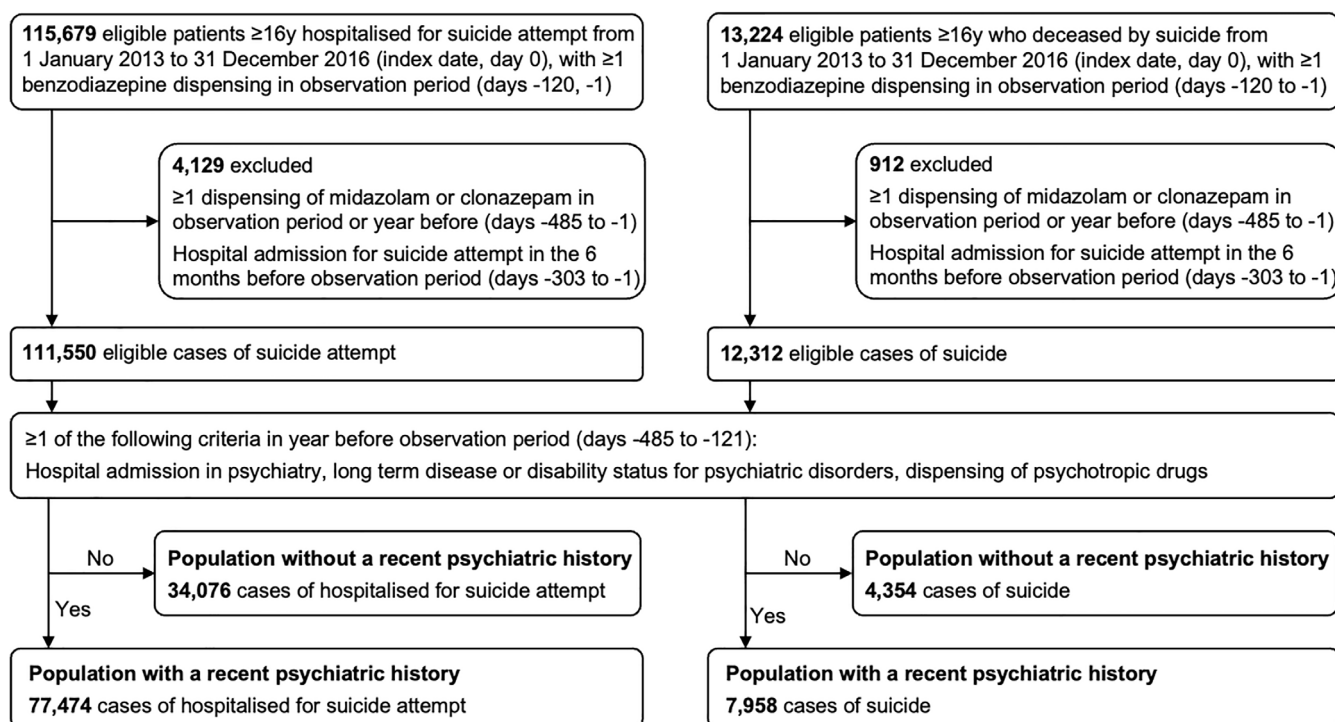 115,679 eligible patients ≥16y hospitalised for suicide attempt from
1 January 2013 to 31 December 2016 (index date, day 0), with ≥1
benzodiazepine dispensing in observation period (days -120, -1)
13,224 eligible patients ≥16y who deceased by suicide from
1 January 2013 to 31 December 2016 (index date, day 0), with ≥1
benzodiazepine dispensing in observation period (days -120 to -1)
4,129 excluded
≥1 dispensing of midazolam or clonazepam in
observation period or year before (days -485 to -1)
Hospital admission for suicide attempt in the 6
months before observation period (days -303 to -1)
912 excluded
≥1 dispensing of midazolam or clonazepam in
observation period or year before (days -485 to -1)
Hospital admission for suicide attempt in the 6
months before observation period (days -303 to -1)
111,550 eligible cases of suicide attempt
12,312 eligible cases of suicide
≥1 of the following criteria in year before observation period (days -485 to -121):
Hospital admission in psychiatry, long term disease or disability status for psychiatric disorders, dispensing of psychotropic drugs
No
Population without a recent psychiatric history
34,076 cases of hospitalised for suicide attempt
No
Population without a recent psychiatric history
4,354 cases of suicide
Yes
Yes
Population with a recent psychiatric history
77,474 cases of hospitalised for suicide attempt
Population with a recent psychiatric history
7,958 cases of suicide